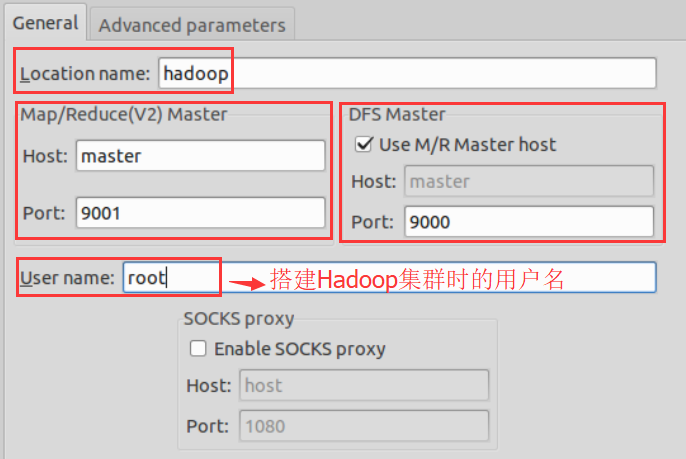 General Advanced parameters
Location name: hadoop
Map/Reduce(V2) Master
Host: master
Port: 9001
DFS Master
Use M/R Master host
Host: master
Port: 9000
User name: root 搭建Hadoop集群时的用户名
SOCKS proxy
Enable SOCKS proxy
Host: host
Port: 1080